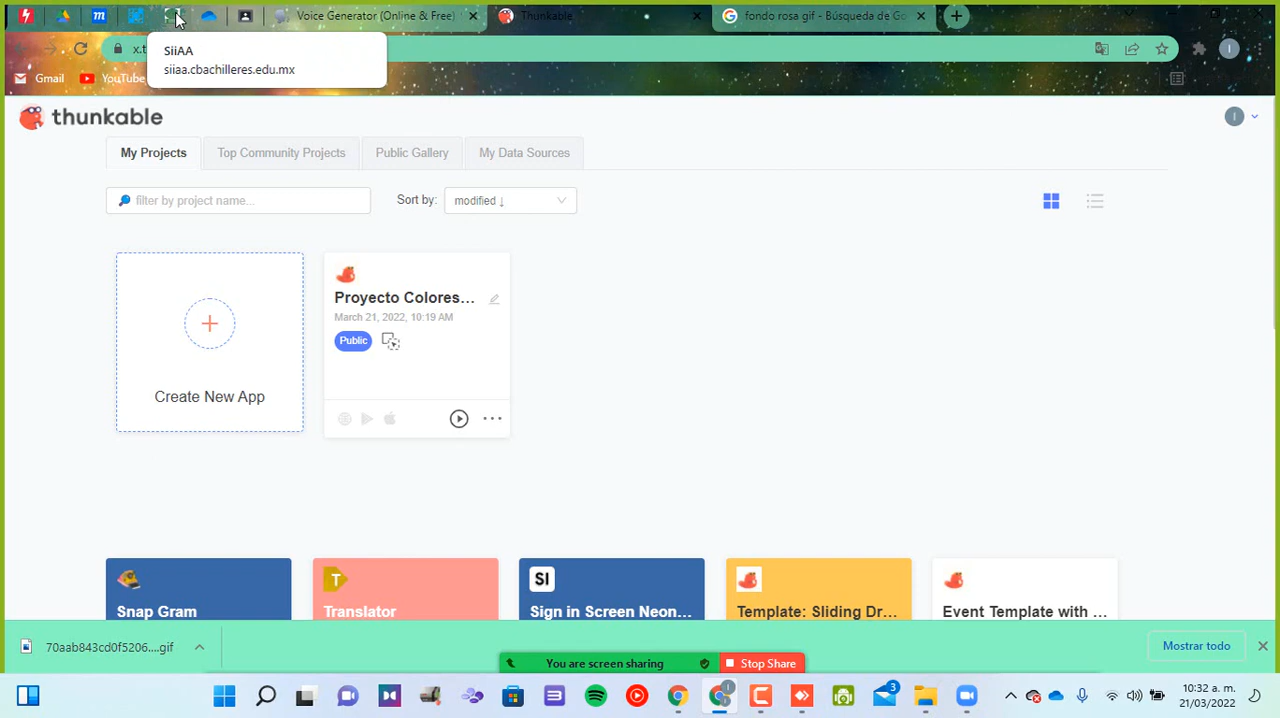 Voice Generator (Online & Free)
Thunkable
fondo rosa gif - Búsqueda de Go
SiiAA
siiaa.cbachilleres.edu.mx
x.t
Gmail
YouTube
thunkable
I
My Projects
Top Community Projects
Public Gallery
My Data Sources
filter by project name...
Sort by:
modified ↓
Create New App
Proyecto Colores...
March 21, 2022, 10:19 AM
Public
Snap Gram
T
Translator
SI
Sign in Screen Neon...
Template: Sliding Dr...
Event Template with ...
70aab843cd0f5206....gif
Mostrar todo
You are screen sharing
Stop Share
3
10:32 a. m.
21/03/2022